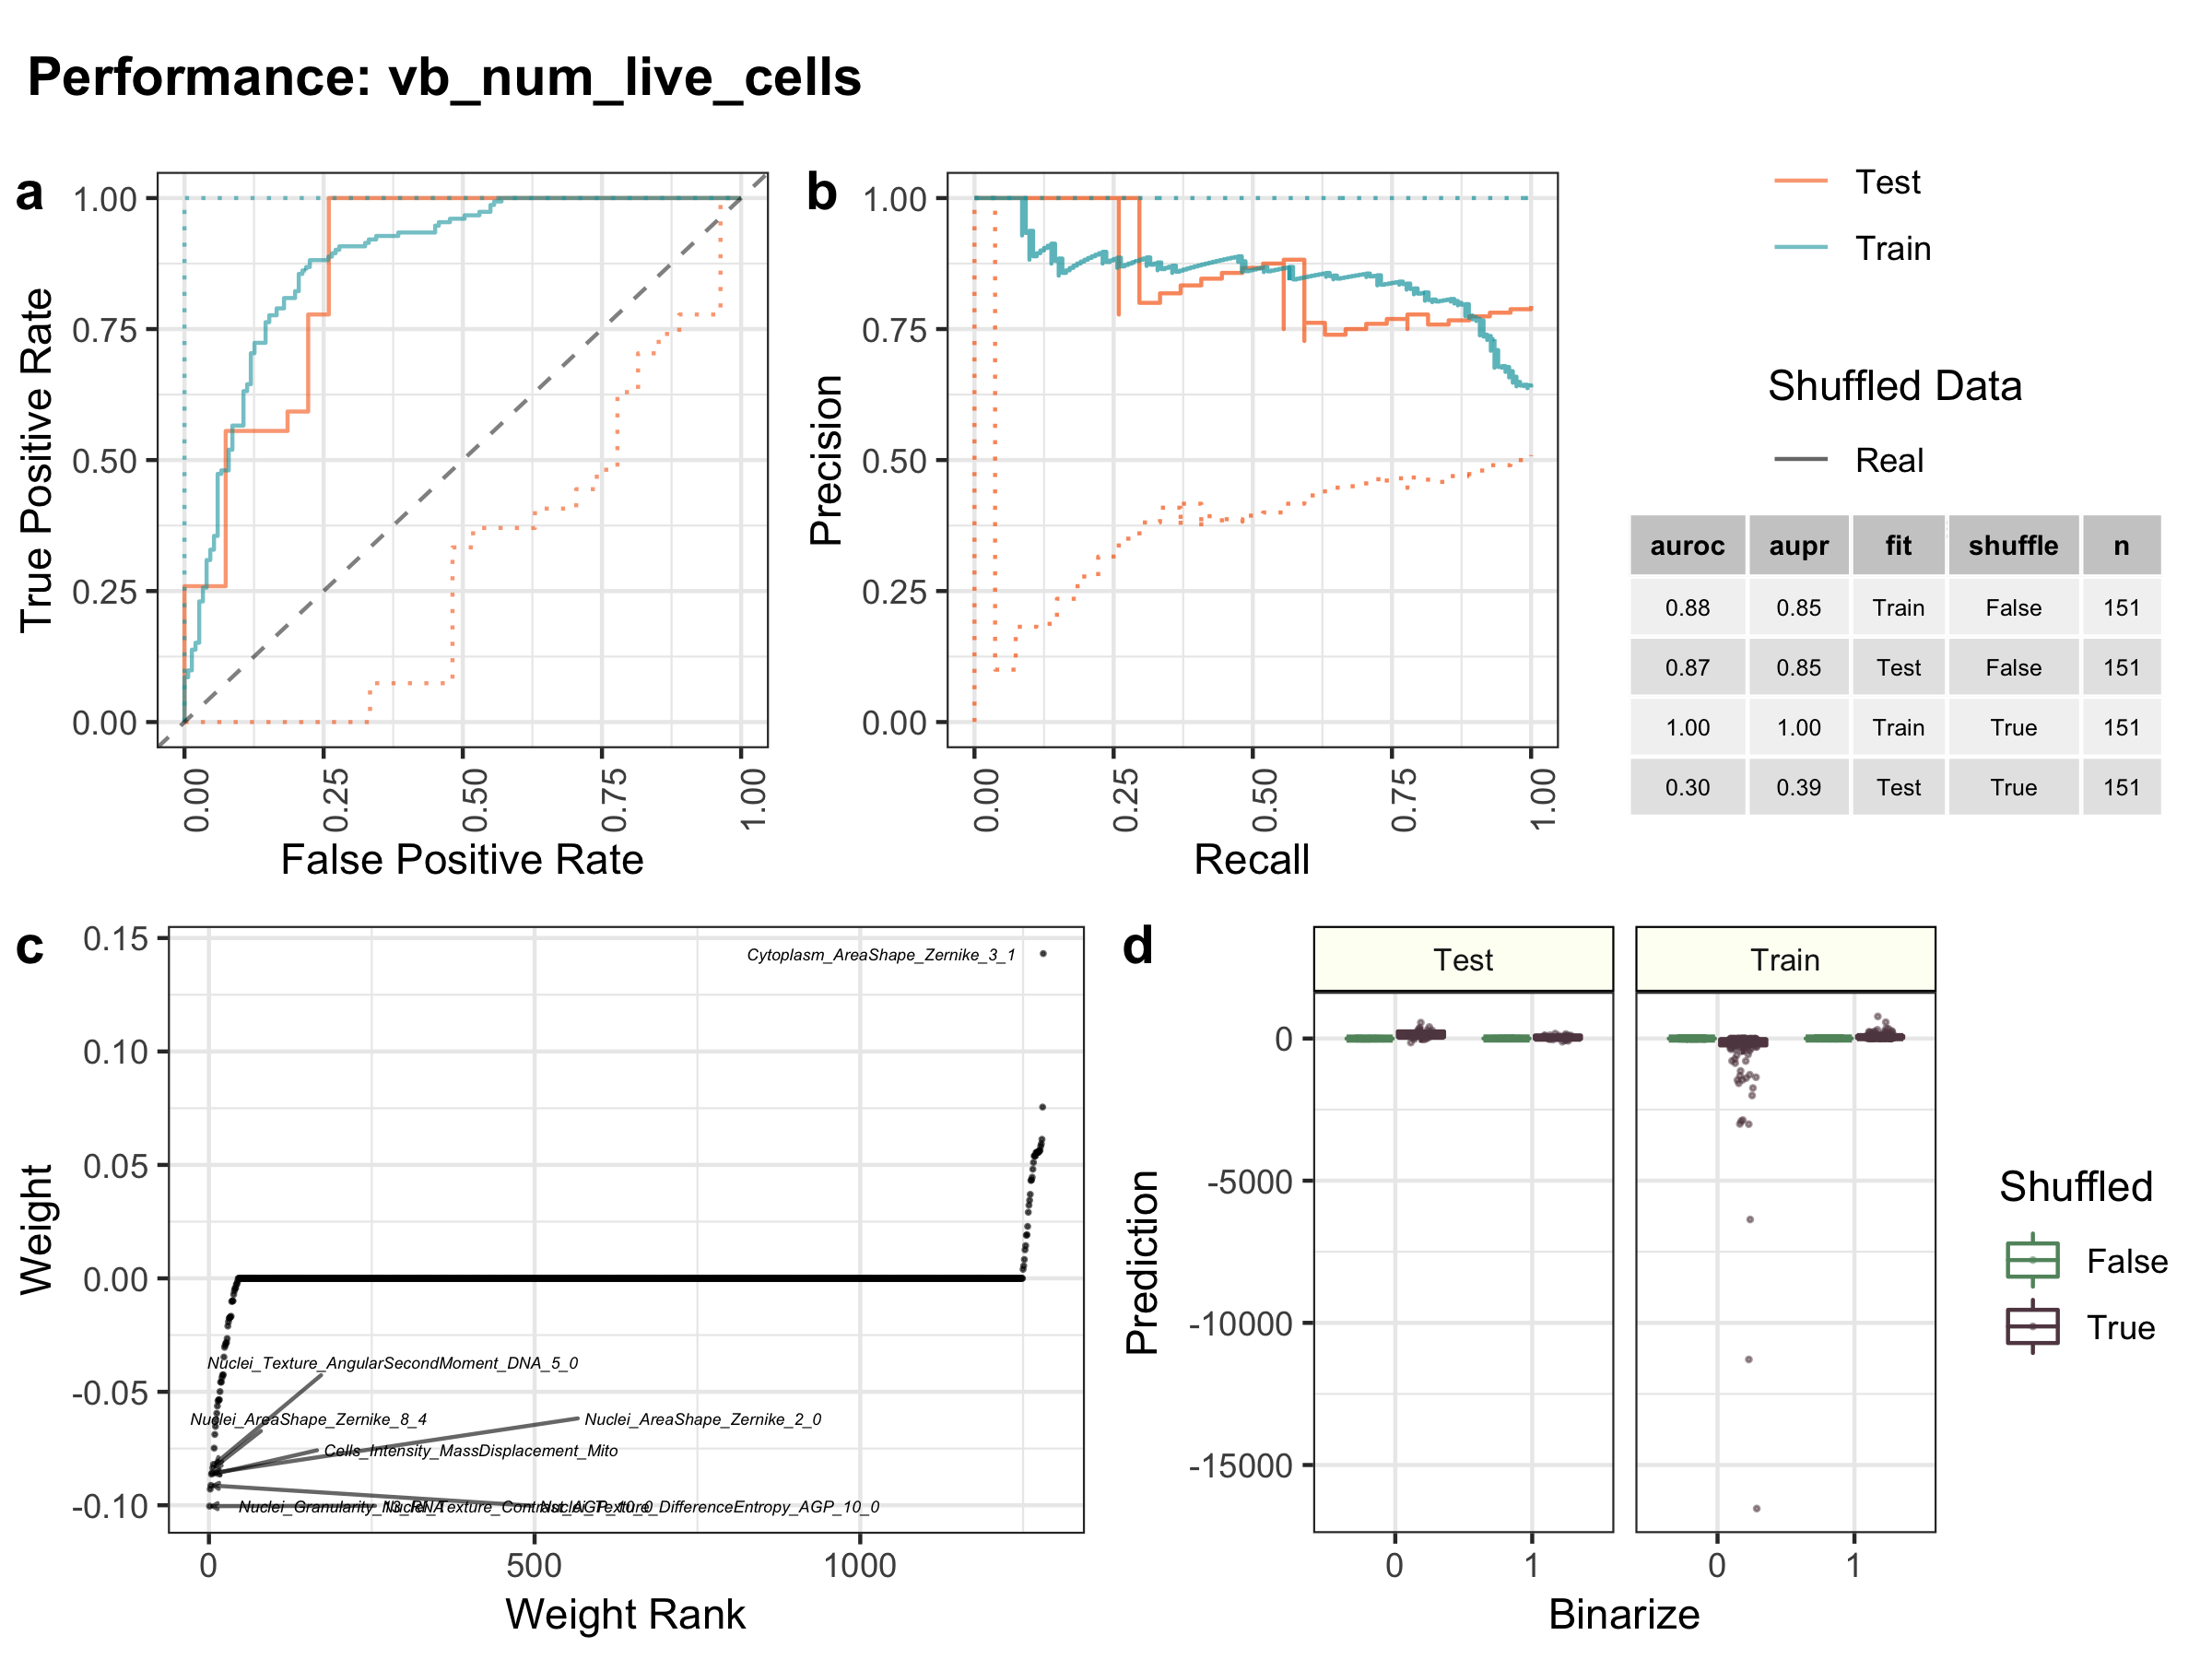 Performance: vb_num_live_cells
a
1.00
0.75
0.50
0.25
0.00
True Positive Rate
0.00
0.25
0.50
0.75
1.00
False Positive Rate
b
1.00
0.75
0.50
0.25
0.00
Precision
0.00
0.25
0.50
0.75
1.00
Recall
Test
Train
Shuffled Data
Real
auroc aupr fit shuffle n
0.88 0.85 Train False 151
0.87 0.85 Test False 151
1.00 1.00 Train True 151
0.30 0.39 Test True 151
c
0.15
0.10
0.05
0.00
-0.05
-0.10
Weight
Cytoplasm_AreaShape_Zernike_3_1
Nuclei_Texture_AngularSecondMoment_DNA_5_0
Nuclei_AreaShape_Zernike_8_4
Nuclei_AreaShape_Zernike_2_0
Cells_Intensity_MassDisplacement_Mito
Nuclei_Granularity_13_RNA
Nuclei_Texture_Contrast_AGP_10_0
Nuclei_Texture_DifferenceEntropy_AGP_10_0
0
500
1000
Weight Rank
d
Test
Train
0
-5000
-10000
-15000
Prediction
0
1
0
1
Binarize
Shuffled
False
True